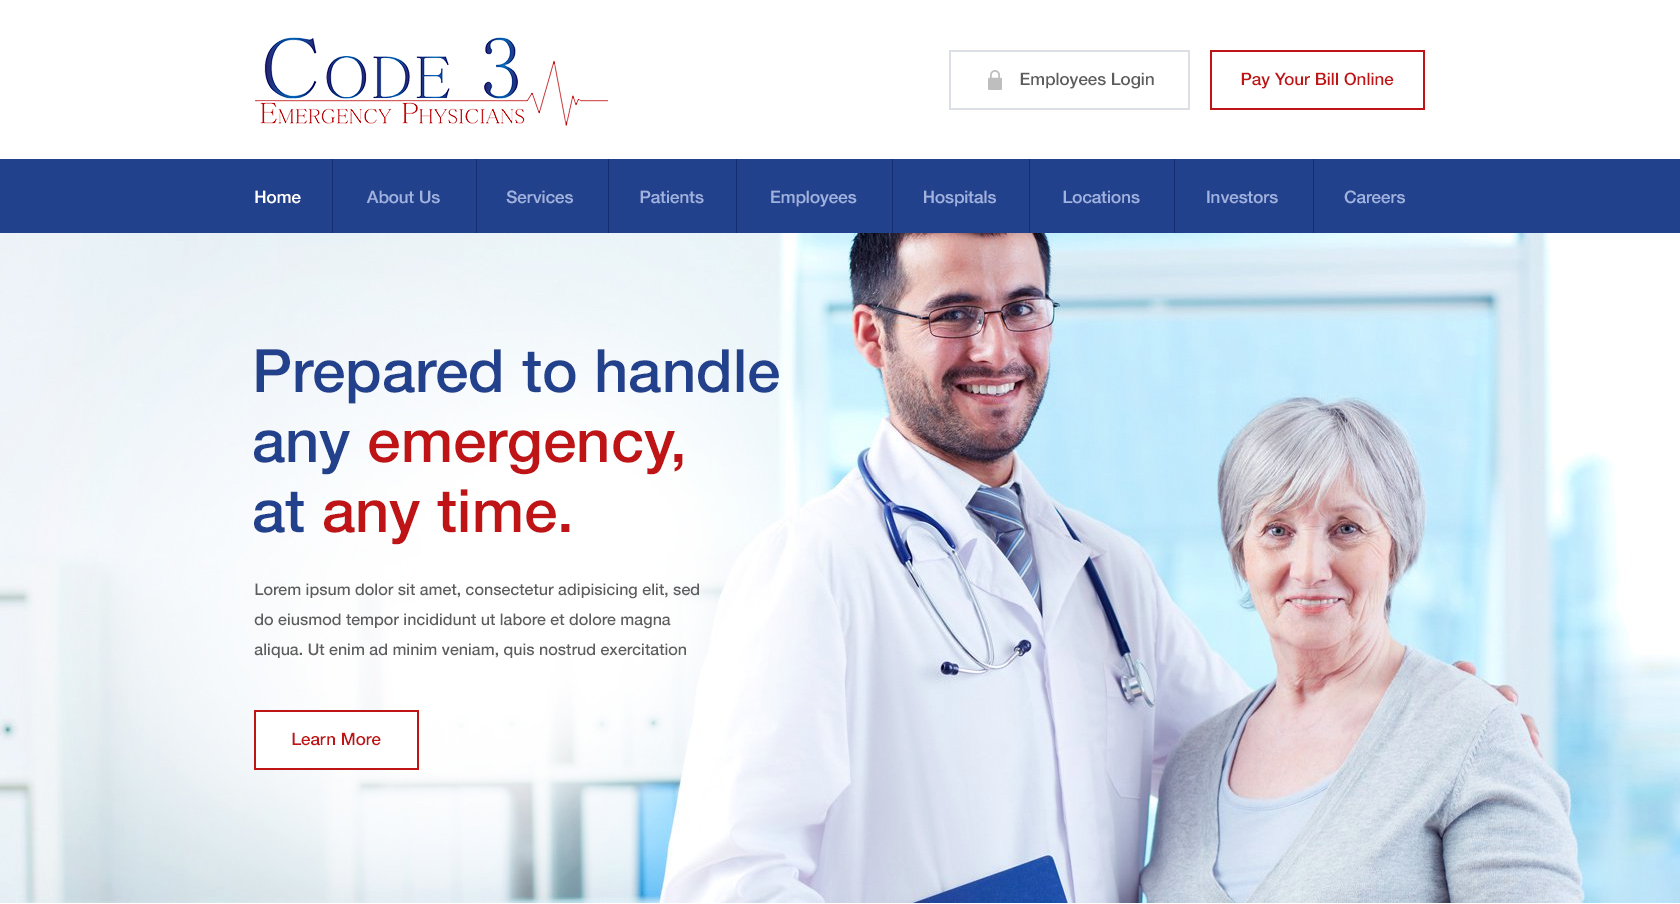 CODE 3
EMERGENCY PHYSICIANS
Employees Login
Pay Your Bill Online
Home
About Us
Services
Patients
Employees
Hospitals
Locations
Investors
Careers
Prepared to handle
any emergency,
at any time.
Lorem ipsum dolor sit amet, consectetur adipisicing elit, sed
do eiusmod tempor incididunt ut labore et dolore magna
aliqua. Ut enim ad minim veniam, quis nostrud exercitation
Learn More